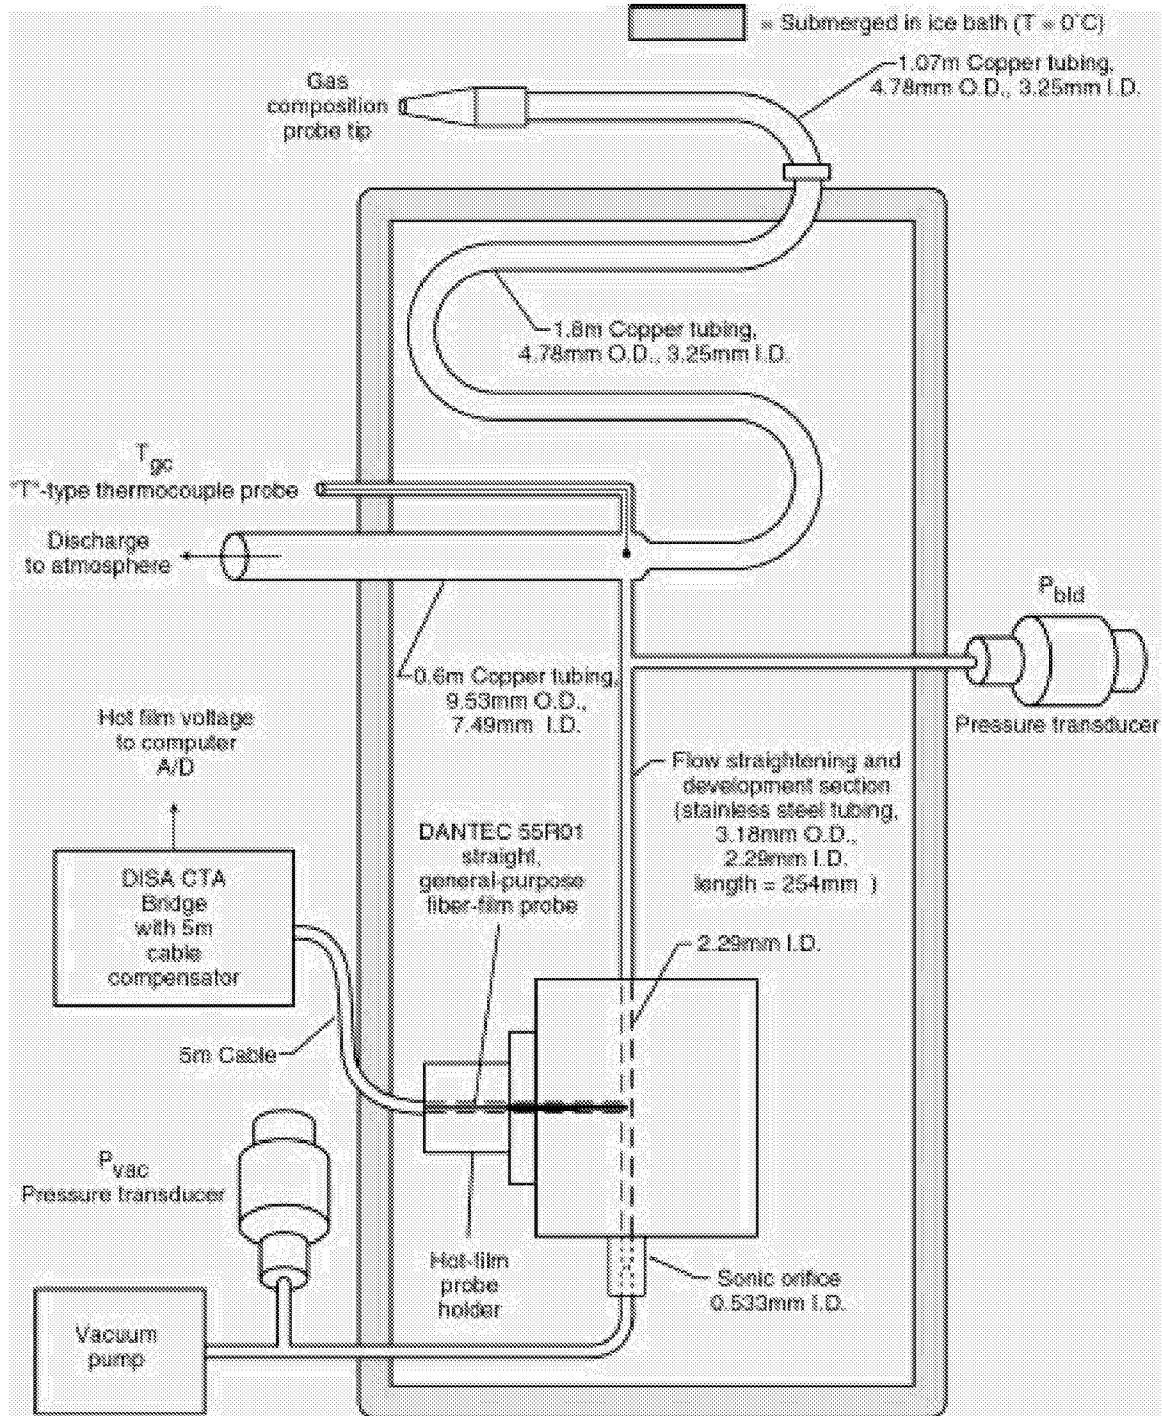 = Submerged in ice bath (T = 0°C)
1.07m Copper tubing,
4.78mm O.D., 3.25mm I.D.
Gas
composition
probe tip
1.8m Copper tubing,
4.78mm O.D., 3.25mm I.D.
Tgc
"T"-type thermocouple probe
Discharge
to atmosphere
Pbld
Pressure transducer
0.6m Copper tubing,
9.53mm O.D.,
7.49mm I.D.
Hot film voltage
to computer
A/D
Flow straightening and
development section
(stainless steel tubing,
3.18mm O.D.,
2.29mm I.D.
length = 254mm )
DANTEC 55R01
straight,
general-purpose
fiber-film probe
DISA CTA
Bridge
with 5m
cable
compensator
2.29mm I.D.
5m Cable
Pvac
Pressure transducer
Hot-film
probe
holder
Sonic orifice
0.533mm I.D.
Vacuum
pump